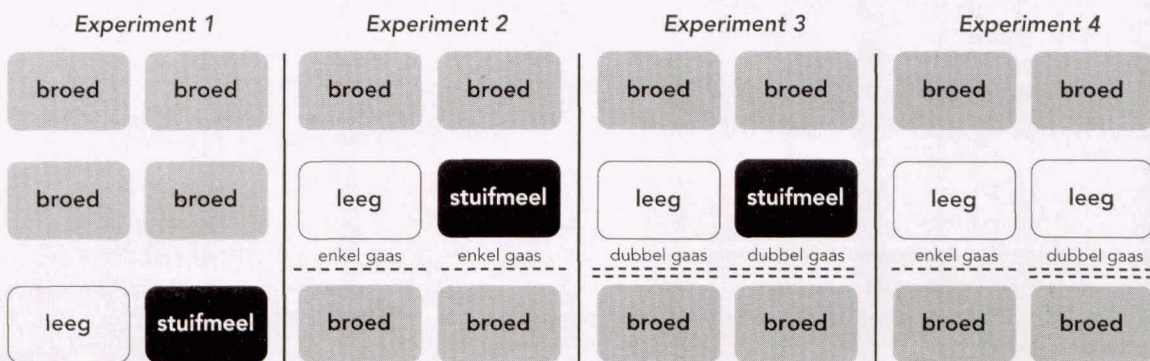 Experiment 1 Experiment 2 Experiment 3 Experiment 4
broed broed broed broed broed broed broed broed
broed broed leeg stuifmeel leeg stuifmeel leeg leeg
enkel gaas enkel gaas dubbel gaas dubbel gaas enkel gaas dubbel gaas
leeg stuifmeel broed broed broed broed broed broed